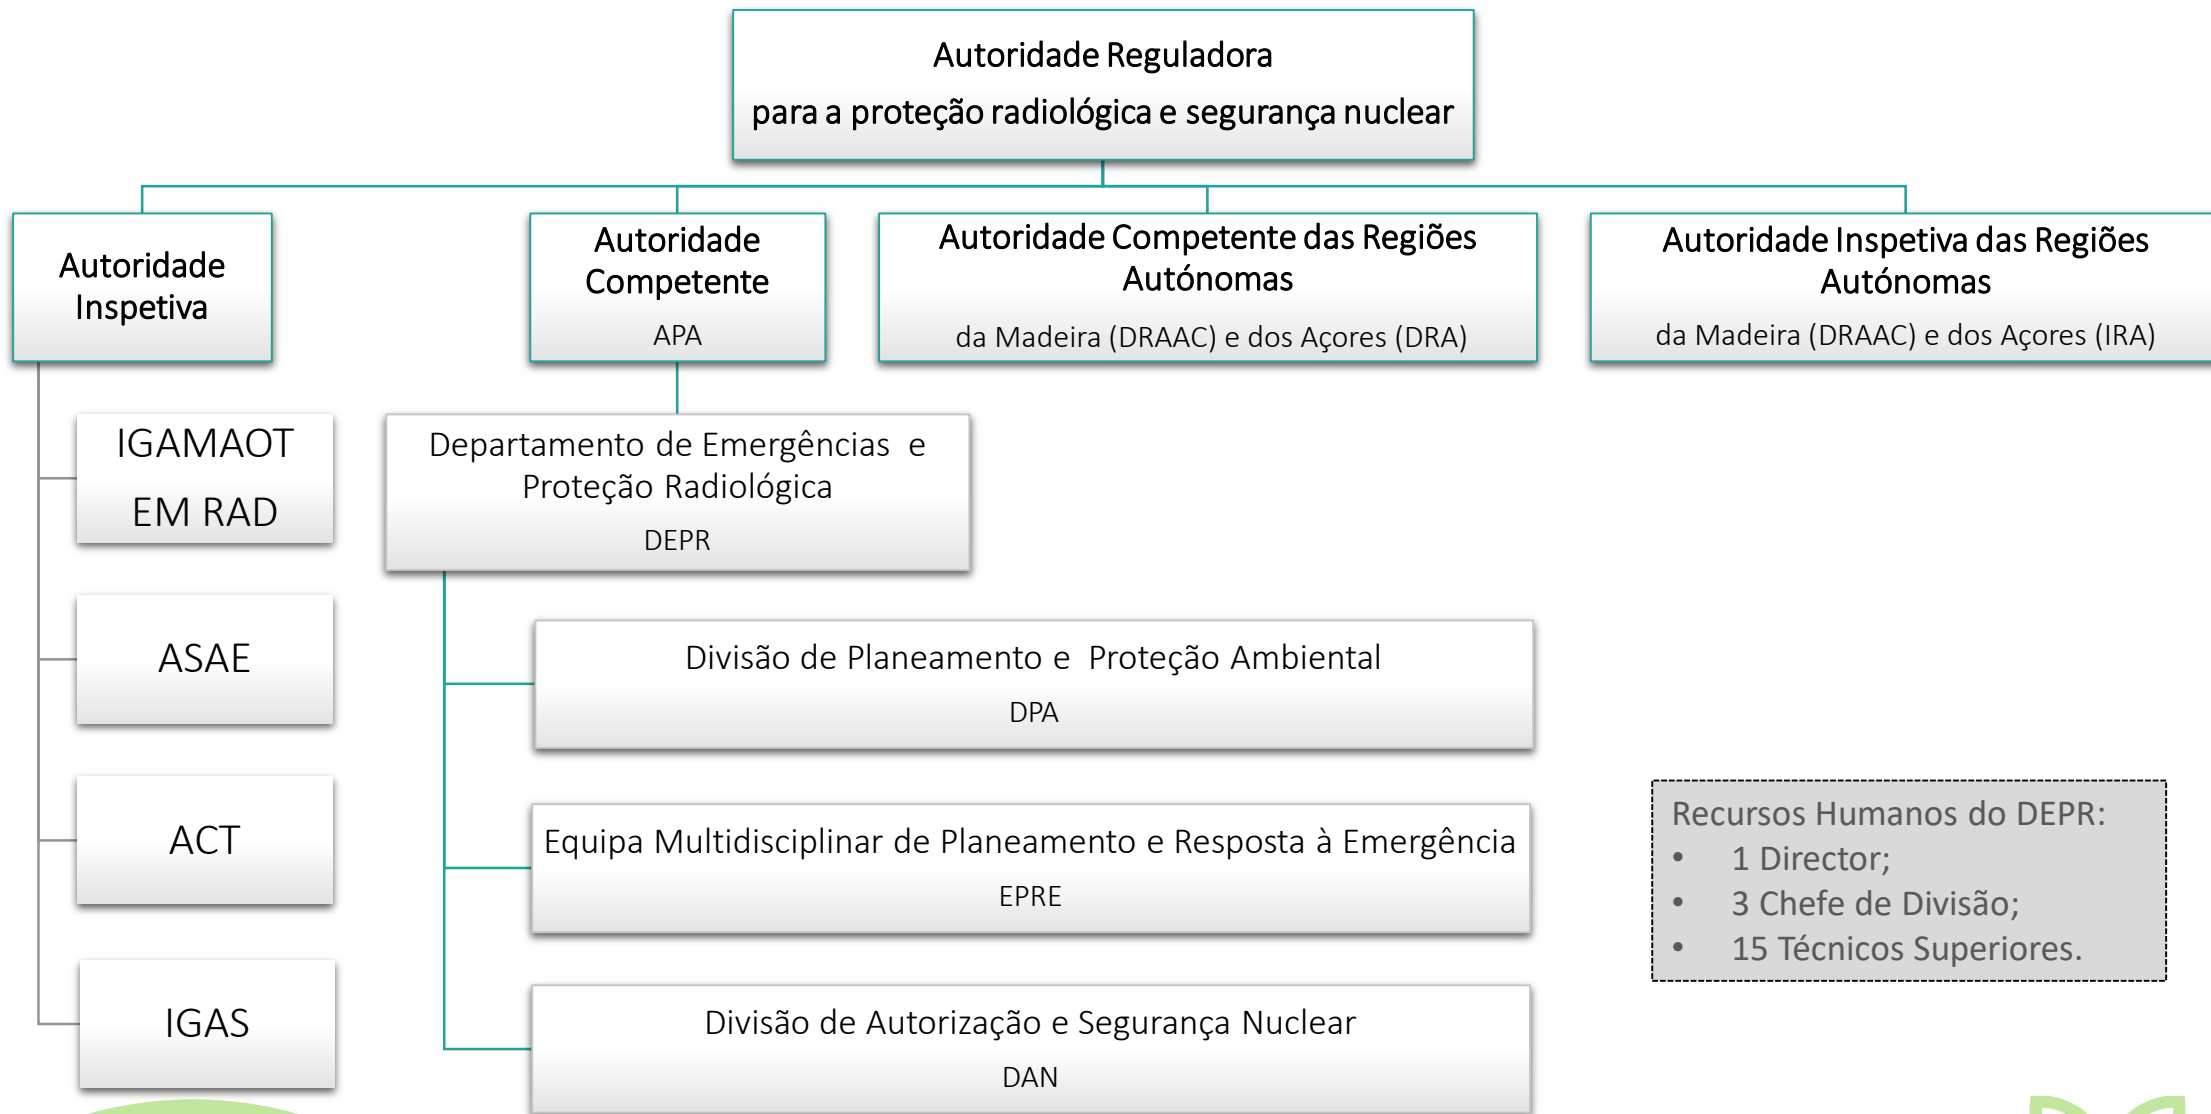 Autoridade Reguladora
para a proteção radiológica e segurança nuclear
Autoridade
Inspetiva
Autoridade
Competente
APA
Autoridade Competente das Regiões
Autónomas
da Madeira (DRAAC) e dos Açores (DRA)
Autoridade Inspetiva das Regiões
Autónomas
da Madeira (DRAAC) e dos Açores (IRA)
IGAMAOT
EM RAD
ASAE
ACT
IGAS
Departamento de Emergências e
Proteção Radiológica
DEPR
Divisão de Planeamento e Proteção Ambiental
DPA
Equipa Multidisciplinar de Planeamento e Resposta à Emergência
EPRE
Divisão de Autorização e Segurança Nuclear
DAN
Recursos Humanos do DEPR:
• 1 Director;
• 3 Chefe de Divisão;
• 15 Técnicos Superiores.